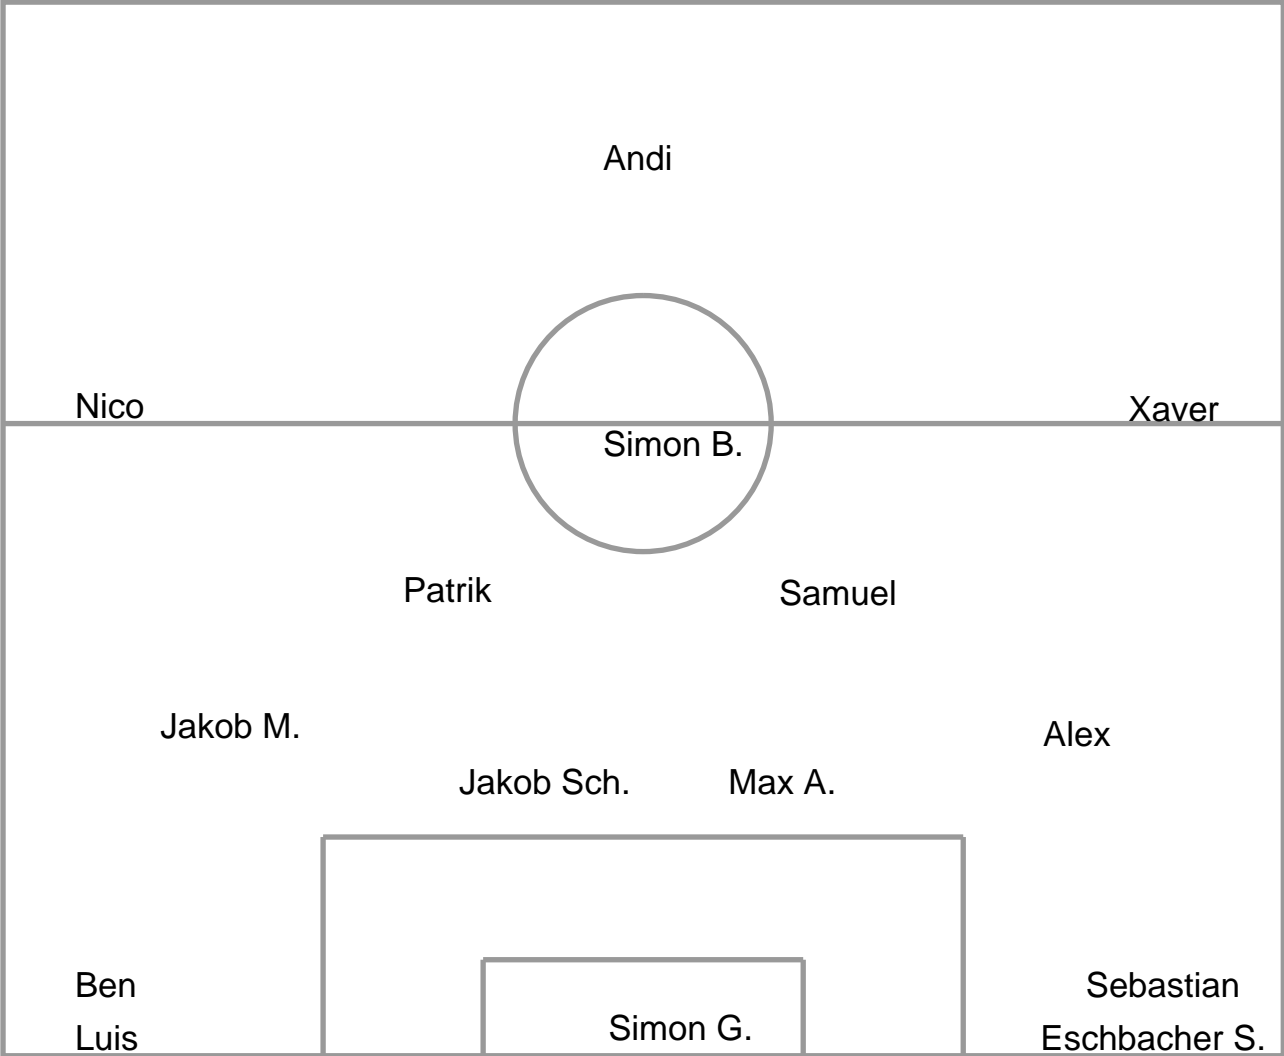 Andi
Nico
Xaver
Simon B.
Patrik
Samuel
Jakob M.
Alex
Jakob Sch.
Max A.
Ben
Sebastian
Luis
Simon G.
Eschbacher S.